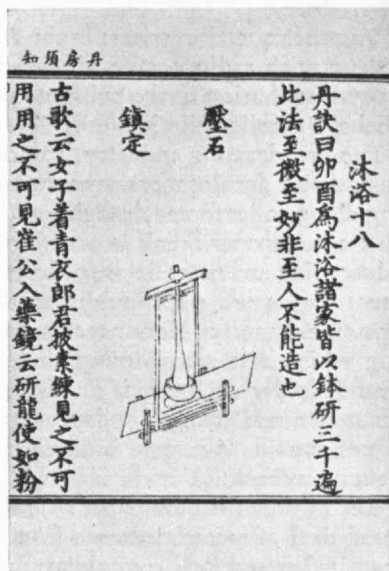 丹房須知
沐浴十八
丹訣曰卯酉為沐浴諸家皆以鉢研三千遍
此法至微至妙非至人不能造也
壓石
鎮定
古歌云女子着青衣郎君披素練見之不可
用用之不可見崔公入藥鏡云研龍使如粉